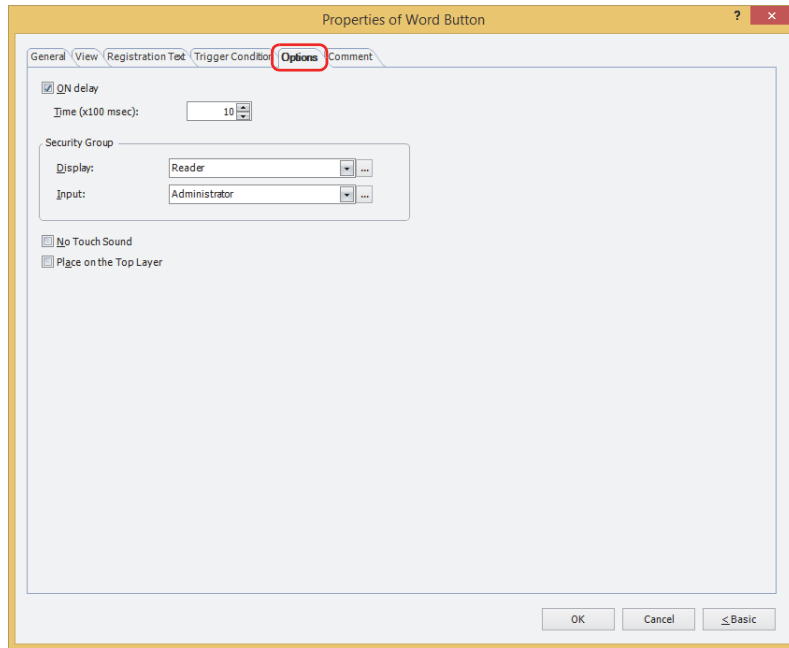 Properties of Word Button
? ×
General View Registration Text Trigger Condition Options Comment
ON delay
Time (x100 msec): 10
Security Group
Display: Reader ...
Input: Administrator ...
No Touch Sound
Place on the Top Layer
OK Cancel < Basic